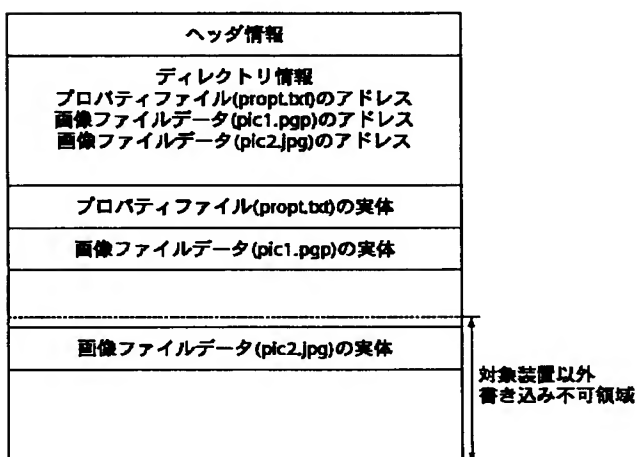 ヘッダ情報
ディレクトリ情報
プロパティファイル(propt.txt)のアドレス
画像ファイルデータ(pic1.pgp)のアドレス
画像ファイルデータ(pic2.jpg)のアドレス
プロパティファイル(propt.txt)の実体
画像ファイルデータ(pic1.pgp)の実体
画像ファイルデータ(pic2.jpg)の実体
対象装置以外
書き込み不可領域